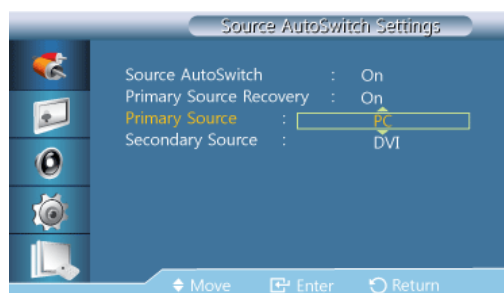 Source AutoSwitch Settings
Source AutoSwitch : On
Primary Source Recovery : On
Primary Source : PC
Secondary Source : DVI
Move Enter Return